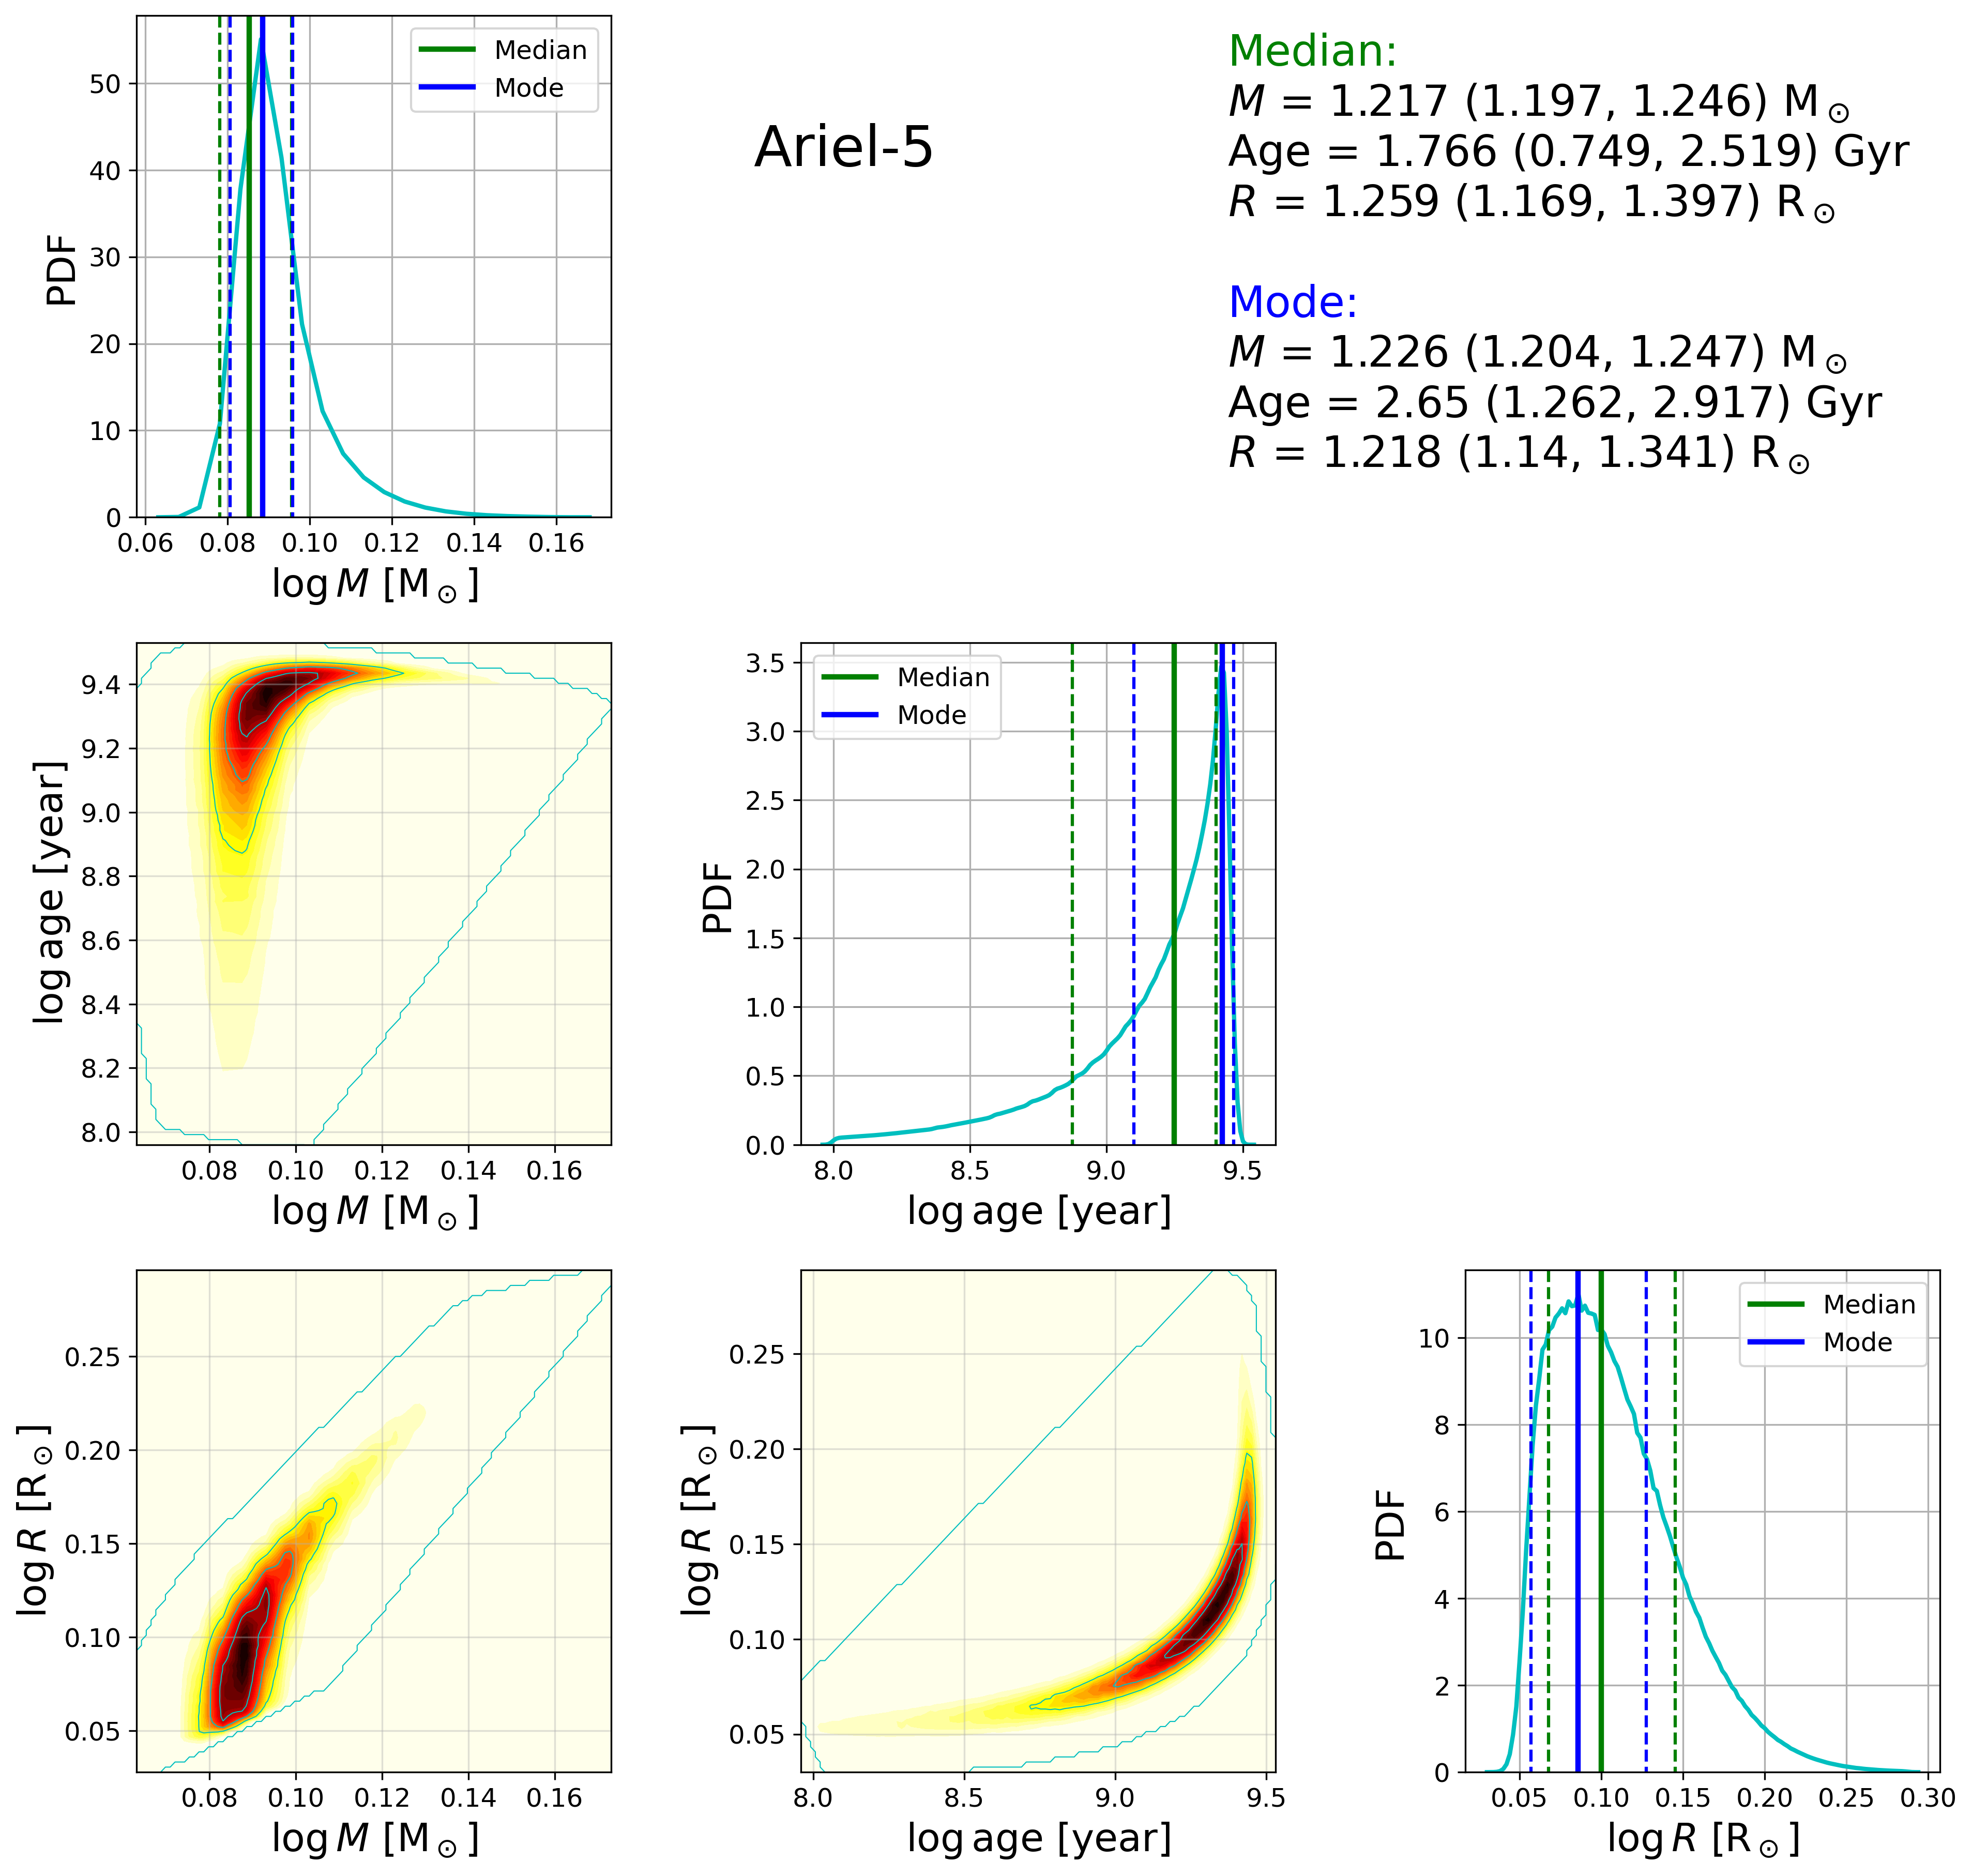 Median
Mode
50
40
30
20
10
0
PDF
0.06 0.08 0.10 0.12 0.14 0.16
log M [M⊙]
Ariel-5
Median:
M = 1.217 (1.197, 1.246) M⊙
Age = 1.766 (0.749, 2.519) Gyr
R = 1.259 (1.169, 1.397) R⊙
Mode:
M = 1.226 (1.204, 1.247) M⊙
Age = 2.65 (1.262, 2.917) Gyr
R = 1.218 (1.14, 1.341) R⊙
9.4
9.2
9.0
8.8
8.6
8.4
8.2
8.0
log age [year]
0.08 0.10 0.12 0.14 0.16
log M [M⊙]
Median
Mode
3.5
3.0
2.5
2.0
1.5
1.0
0.5
0.0
PDF
8.0 8.5 9.0 9.5
log age [year]
0.25
0.20
0.15
0.10
0.05
log R [R⊙]
0.08 0.10 0.12 0.14 0.16
log M [M⊙]
0.25
0.20
0.15
0.10
0.05
log R [R⊙]
8.0 8.5 9.0 9.5
log age [year]
Median
Mode
10
8
6
4
2
0
PDF
0.05 0.10 0.15 0.20 0.25 0.30
log R [R⊙]